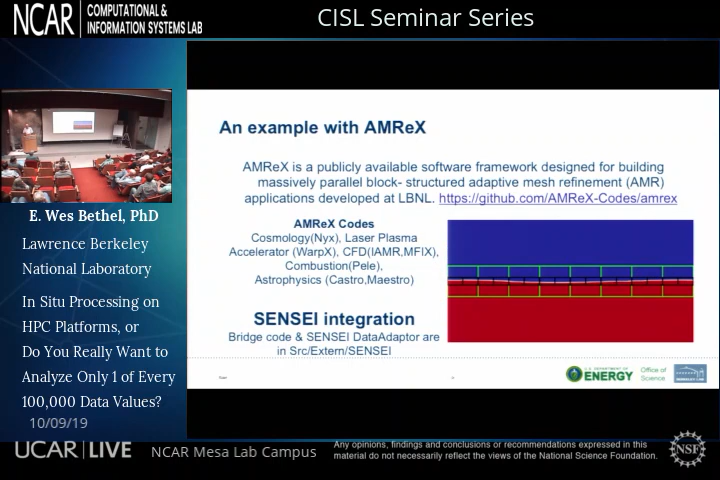 NCAR
COMPUTATIONAL &
INFORMATION SYSTEMS LAB
CISL Seminar Series
E. Wes Bethel, PhD
Lawrence Berkeley
National Laboratory
In Situ Processing on
HPC Platforms, or
Do You Really Want to
Analyze Only 1 of Every
100,000 Data Values?
10/09/19
An example with AMReX
AMReX is a publicly available software framework designed for building
massively parallel block- structured adaptive mesh refinement (AMR)
applications developed at LBNL. https://github.com/AMReX-Codes/amrex
AMReX Codes
Cosmology(Nyx), Laser Plasma
Accelerator (WarpX), CFD(IAMR,MFIX),
Combustion(Pele),
Astrophysics (Castro,Maestro)
SENSEI integration
Bridge code & SENSEI DataAdaptor are
in Src/Extern/SENSEI
ENERGY
Office of
Science
UCAR LIVE
NCAR Mesa Lab Campus
Any opinions, findings and conclusions or recommendations expressed in this
material do not necessarily reflect the views of the National Science Foundation.
NSF